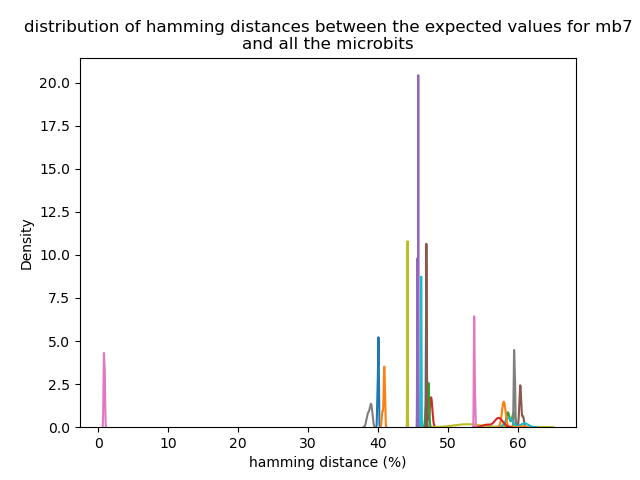 distribution of hamming distances between the expected values for mb7
and all the microbits
20.0
17.5
15.0
12.5
10.0
7.5
5.0
2.5
0.0
Density
0 10 20 30 40 50 60
hamming distance (%)